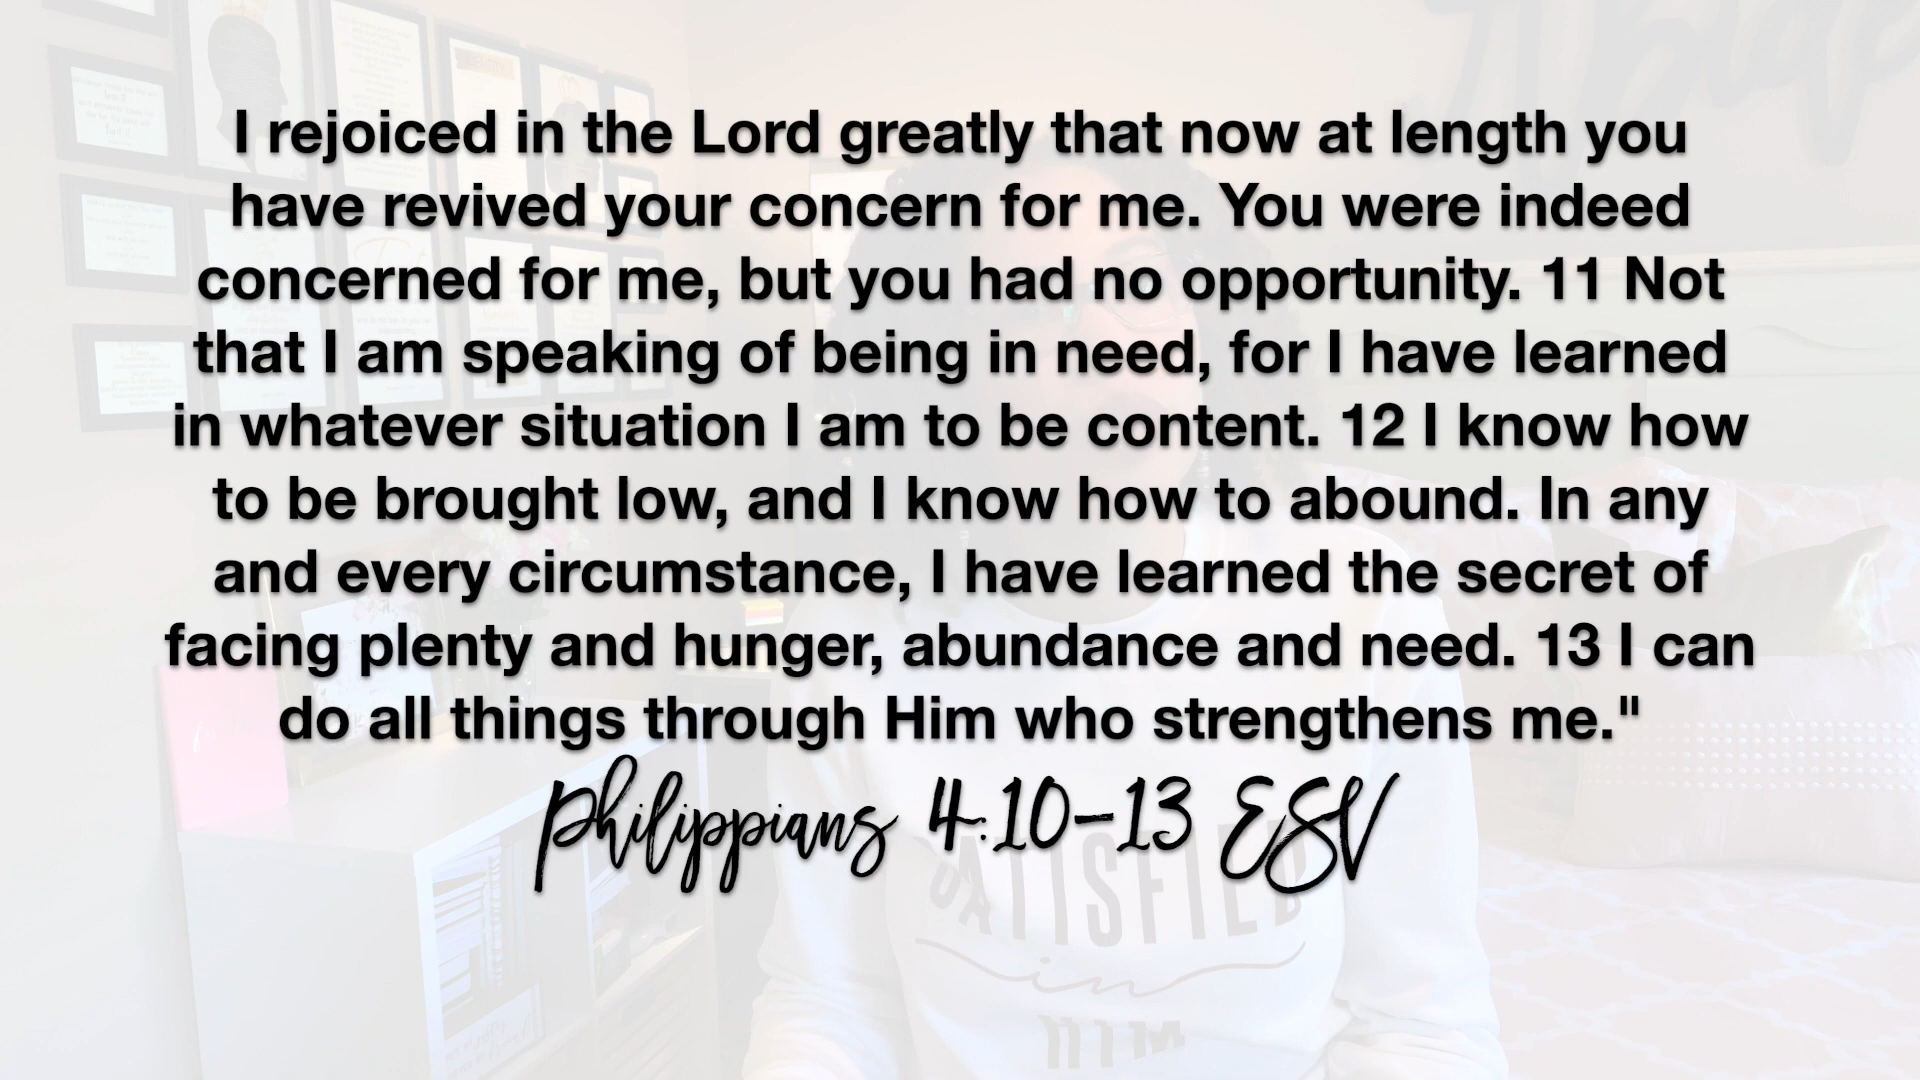 I rejoiced in the Lord greatly that now at length you
have revived your concern for me. You were indeed
concerned for me, but you had no opportunity. 11 Not
that I am speaking of being in need, for I have learned
in whatever situation I am to be content. 12 I know how
to be brought low, and I know how to abound. In any
and every circumstance, I have learned the secret of
facing plenty and hunger, abundance and need. 13 I can
do all things through Him who strengthens me."
Philippians 4:10-13 ESV
SATISFIED
in
HIM